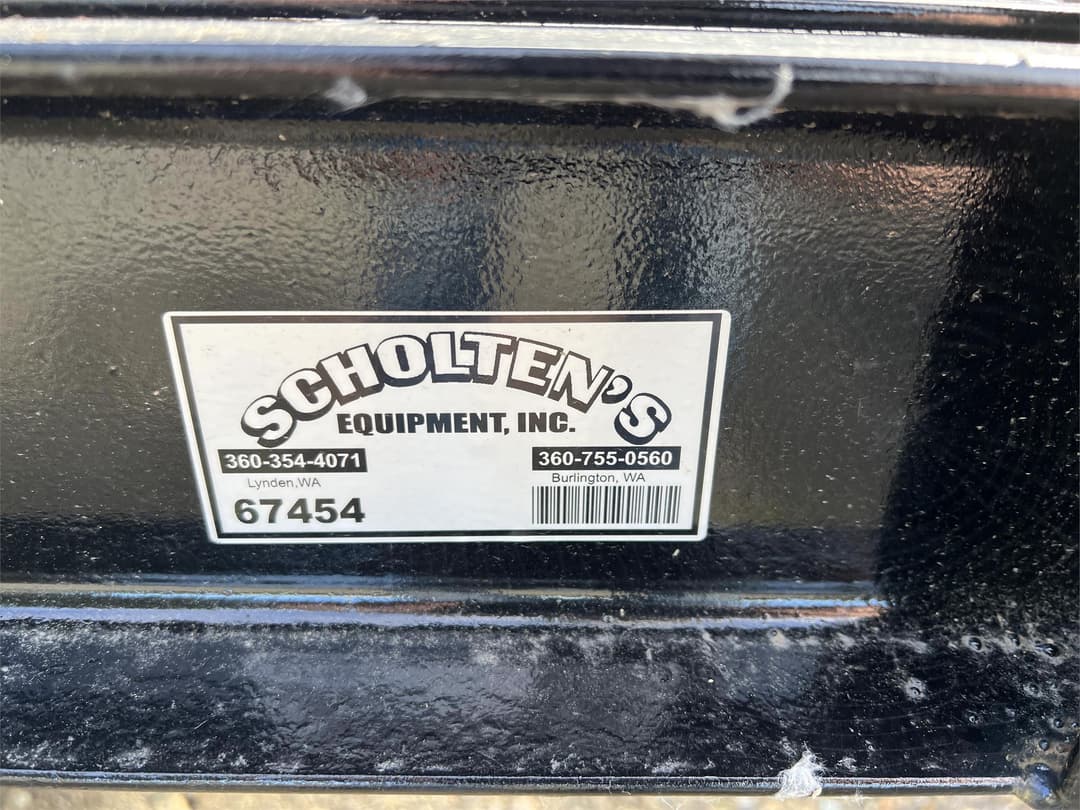 SCHOLTEN'S
EQUIPMENT, INC.
360-354-4071
Lynden,WA
67454
360-755-0560
Burlington, WA